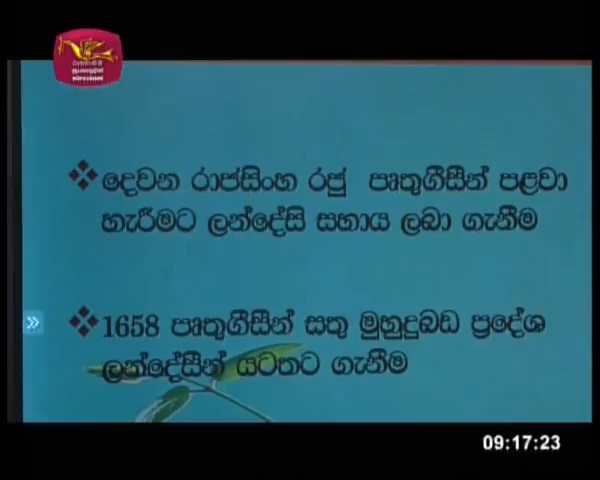 දෙවන රාජසිංහ රජු පෘතුගීසීන් පළවා
හැරීමට ලන්දේසි සහාය ලබා ගැනීම
1658 පෘතුගීසීන් සතු මුහුදුබඩ ප්‍රදේශ
ලන්දේසීන් යටතට ගැනීම
09:17:23